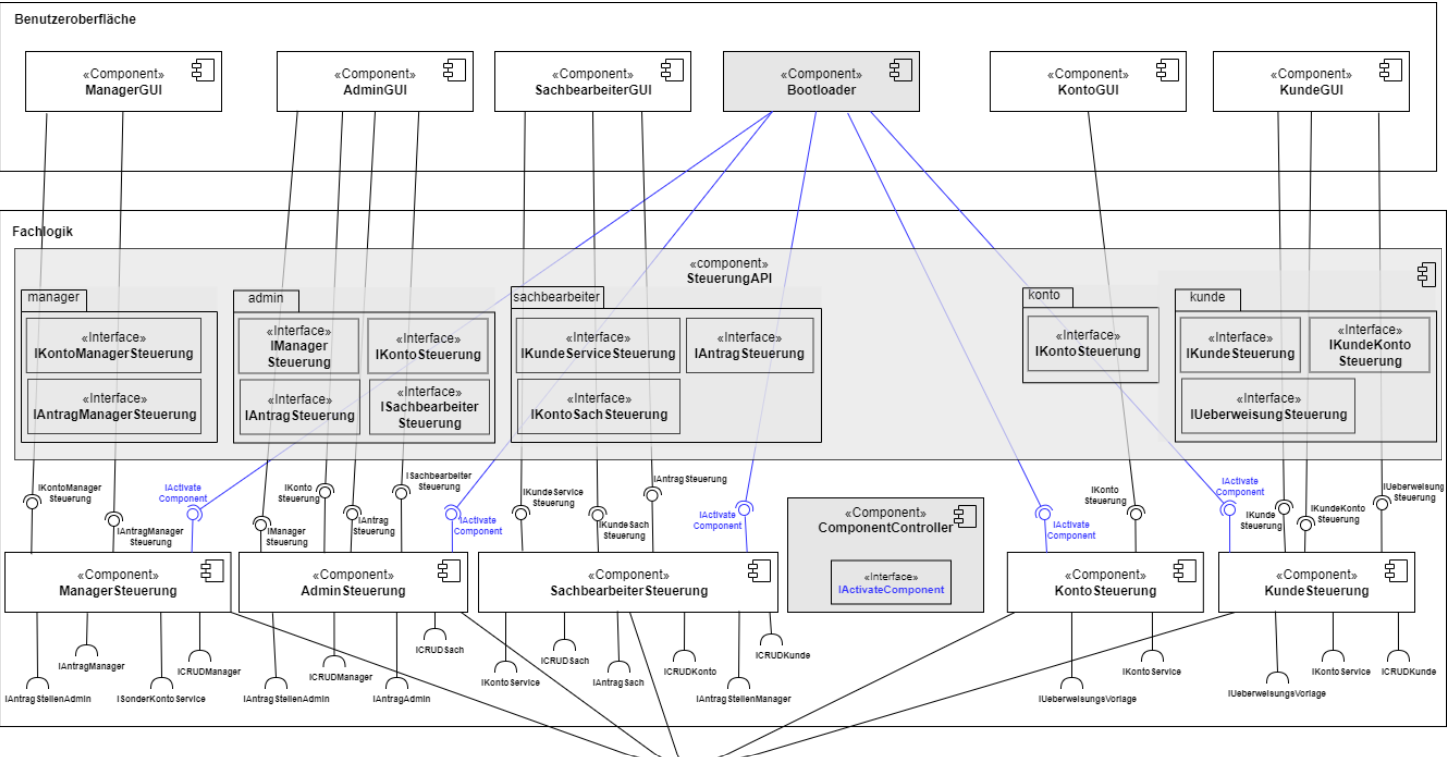 Benutzeroberfläche
«Component»
ManagerGUI
«Component»
AdminGUI
«Component»
SachbearbeiterGUI
«Component»
Bootloader
«Component»
KontoGUI
«Component»
KundeGUI
Fachlogik
«component»
SteuerungAPI
manager
«Interface»
IKontoManagerSteuerung
«Interface»
IAntragManagerSteuerung
admin
«Interface»
IManager
Steuerung
«Interface»
IKontoSteuerung
«Interface»
IAntragSteuerung
«Interface»
ISachbearbeiter
Steuerung
sachbearbeiter
«Interface»
IKundeServiceSteuerung
«Interface»
IAntragSteuerung
«Interface»
IKontoSachSteuerung
konto
«Interface»
IKontoSteuerung
kunde
«Interface»
IKundeSteuerung
«Interface»
IKundeKonto
Steuerung
«Interface»
IUeberweisungSteuerung
IKontoManager
Steuerung
IAntragManager
Steuerung
IActivate
Component
IManager
Steuerung
IKonto
Steuerung
IAntrag
Steuerung
ISachbearbeiter
Steuerung
IActivate
Component
IKundeService
Steuerung
IKundeSach
Steuerung
IAntragSteuerung
IActivate
Component
IActivate
Component
IKonto
Steuerung
IActivate
Component
IKunde
Steuerung
IKundeKonto
Steuerung
IUeberweisung
Steuerung
«Component»
ManagerSteuerung
«Component»
AdminSteuerung
«Component»
SachbearbeiterSteuerung
«Component»
ComponentController
«Interface»
IActivateComponent
«Component»
KontoSteuerung
«Component»
KundeSteuerung
IAntragStellenAdmin
IAntragManager
ISonderKontoService
ICRUDManager
IAntragStellenAdmin
ICRUDManager
IAntragAdmin
ICRUDSach
IKontoService
ICRUDSach
IAntragSach
ICRUDKonto
IAntragStellenManager
ICRUDKunde
IUeberweisungsVorlage
IKontoService
IUeberweisungsVorlage
IKontoService
ICRUDKunde